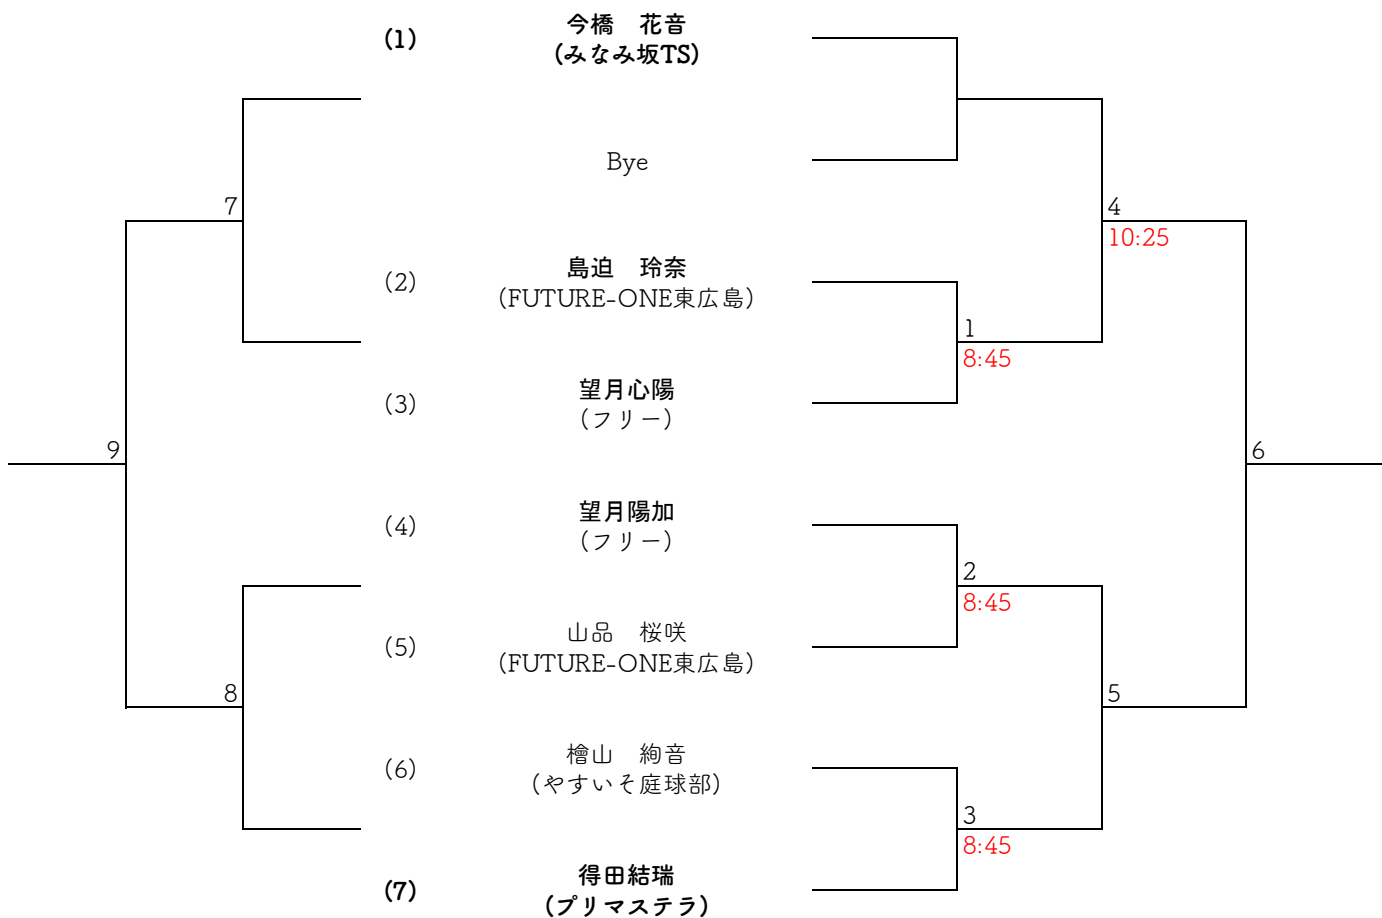 (1)
今橋　花音
(みなみ坂TS)
Bye
7
4
10:25
(2)
島迫　玲奈
(FUTURE-ONE東広島)
1
8:45
(3)
望月心陽
(フリー)
9
6
(4)
望月陽加
(フリー)
2
8:45
(5)
山品　桜咲
(FUTURE-ONE東広島)
8
5
(6)
檜山　絢音
(やすいそ庭球部)
3
8:45
(7)
得田結瑞
(プリマステラ)